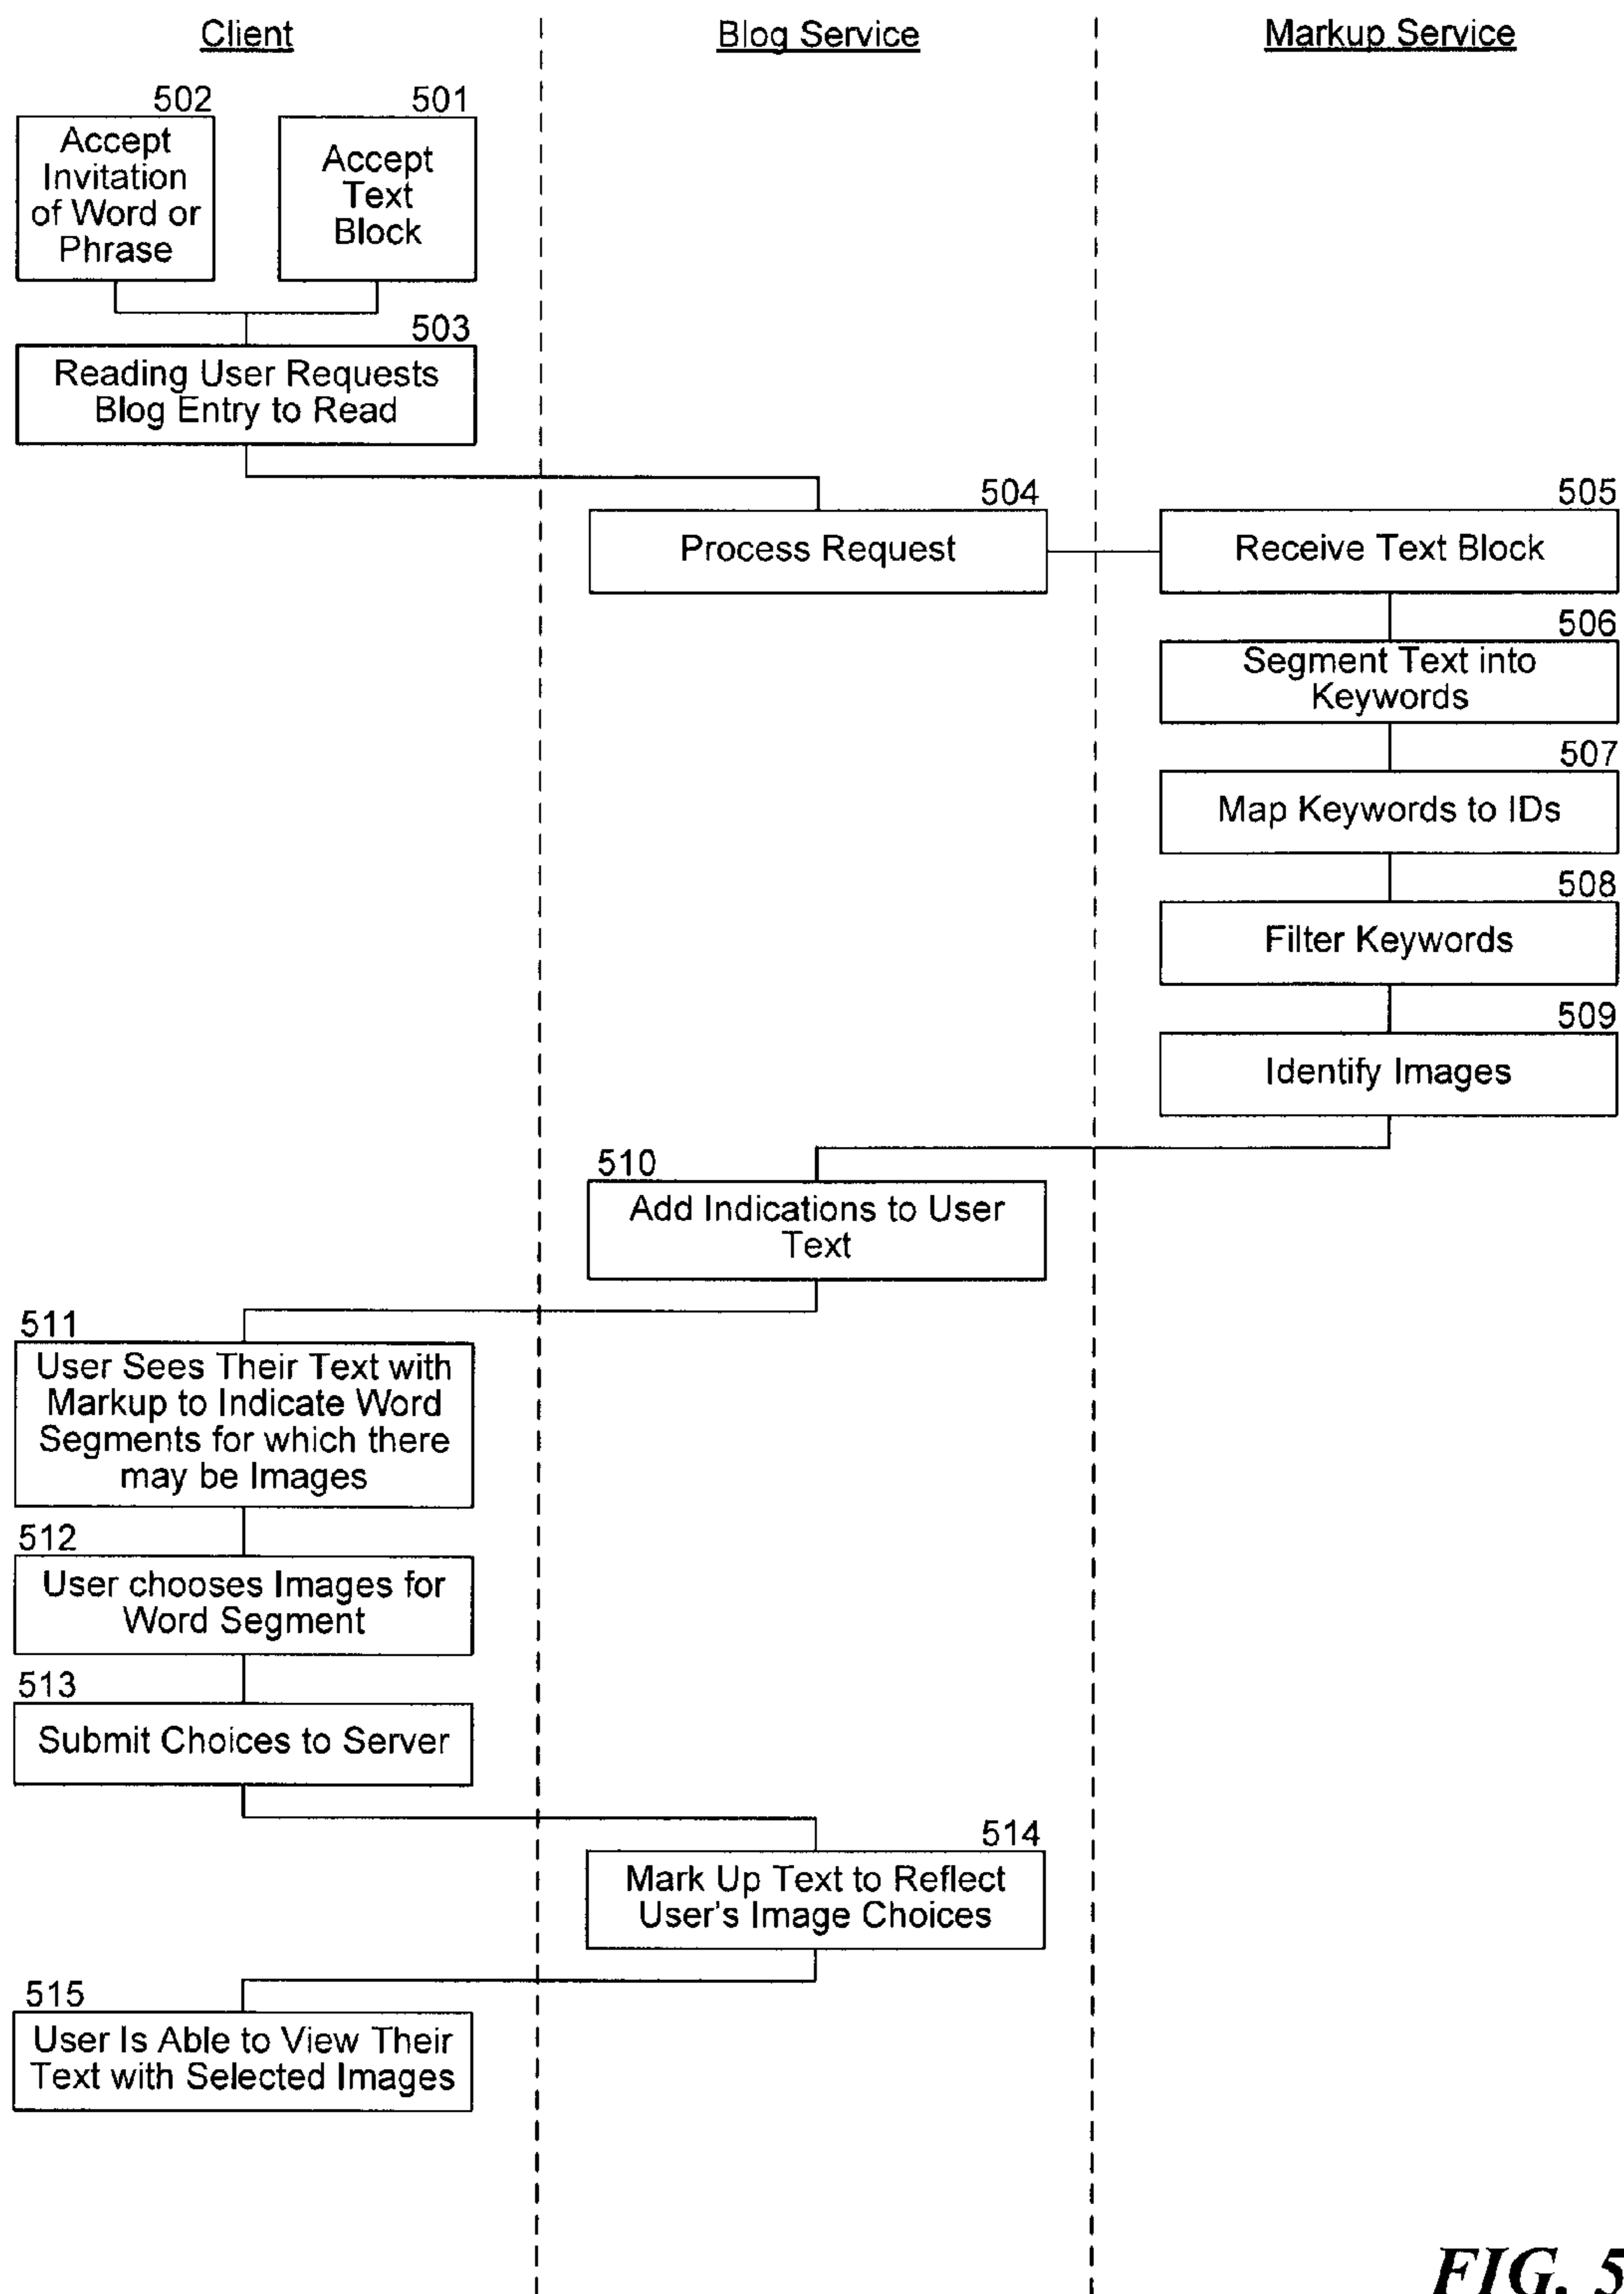 Client
Blog Service
Markup Service
502
Accept
Invitation
of Word or
Phrase
501
Accept
Text
Block
503
Reading User Requests
Blog Entry to Read
504
Process Request
505
Receive Text Block
506
Segment Text into
Keywords
507
Map Keywords to IDs
508
Filter Keywords
509
Identify Images
510
Add Indications to User
Text
511
User Sees Their Text with
Markup to Indicate Word
Segments for which there
may be Images
512
User chooses Images for
Word Segment
513
Submit Choices to Server
514
Mark Up Text to Reflect
User's Image Choices
515
User Is Able to View Their
Text with Selected Images
FIG. 5